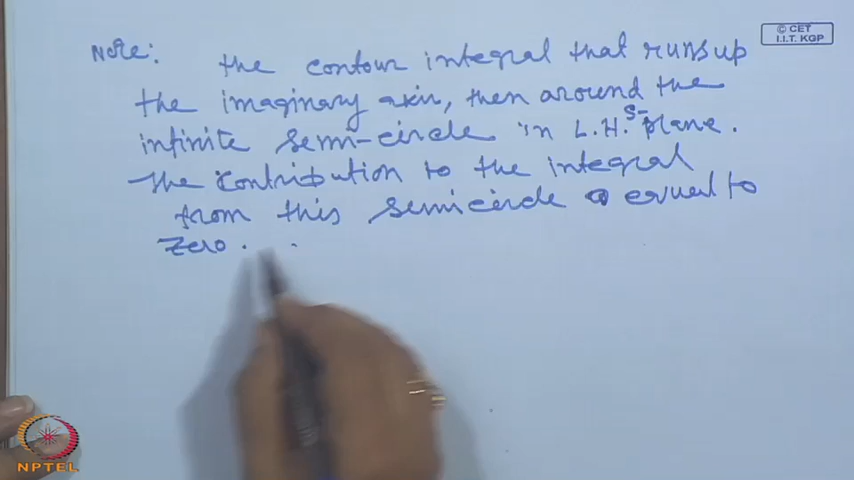 © CET
I.I.T. KGP
Note: the contour integral that runs up
the imaginary axis, then around the
infinite semi-circle in L.H. S- plane.
The contribution to the integral
from this semicircle equal to
Zero.
NPTEL